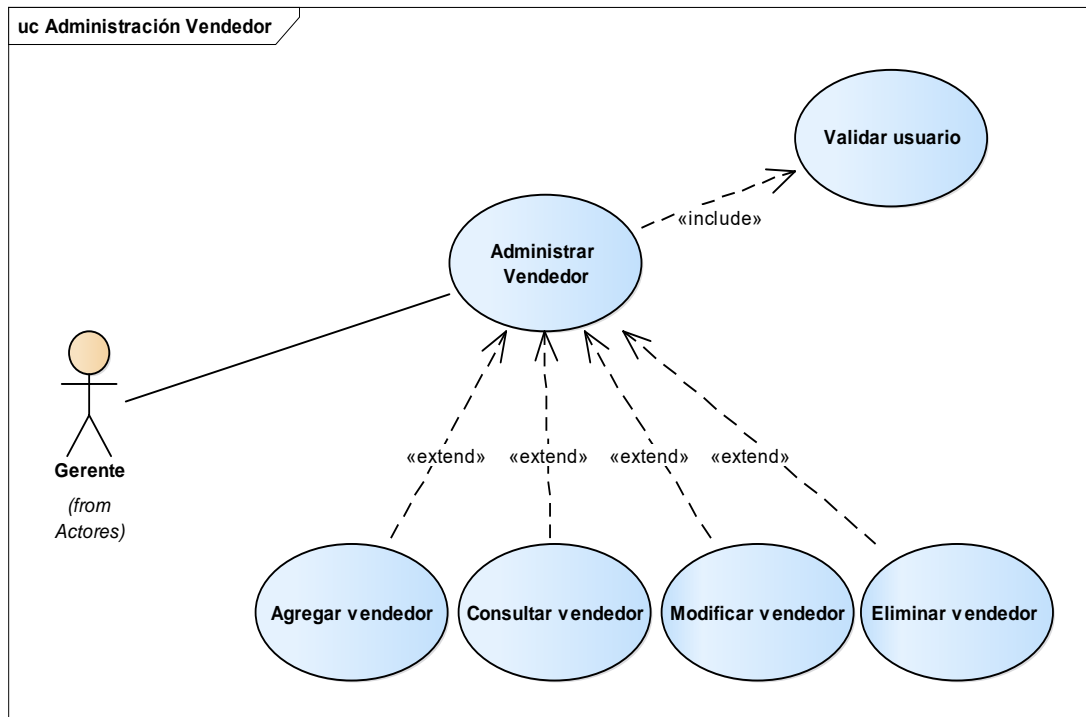 uc Administración Vendedor
Validar usuario
«include»
Administrar
Vendedor
Gerente
(from
Actores)
«extend» «extend» «extend» «extend»
Agregar vendedor Consultar vendedor Modificar vendedor Eliminar vendedor